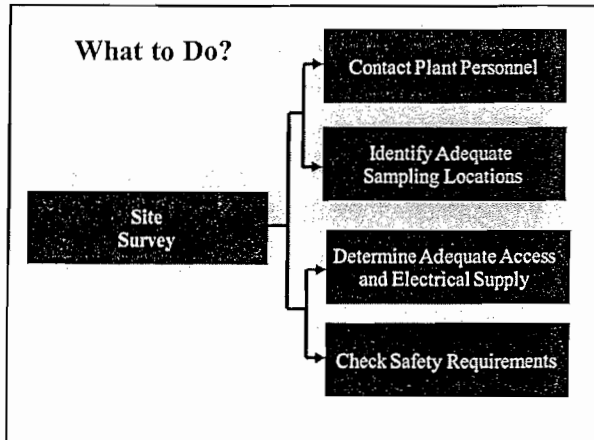 What to Do?
Contact Plant Personnel
Identify Adequate
Sampling Locations
Site
Survey
Determine Adequate Access
and Electrical Supply
Check Safety Requirements